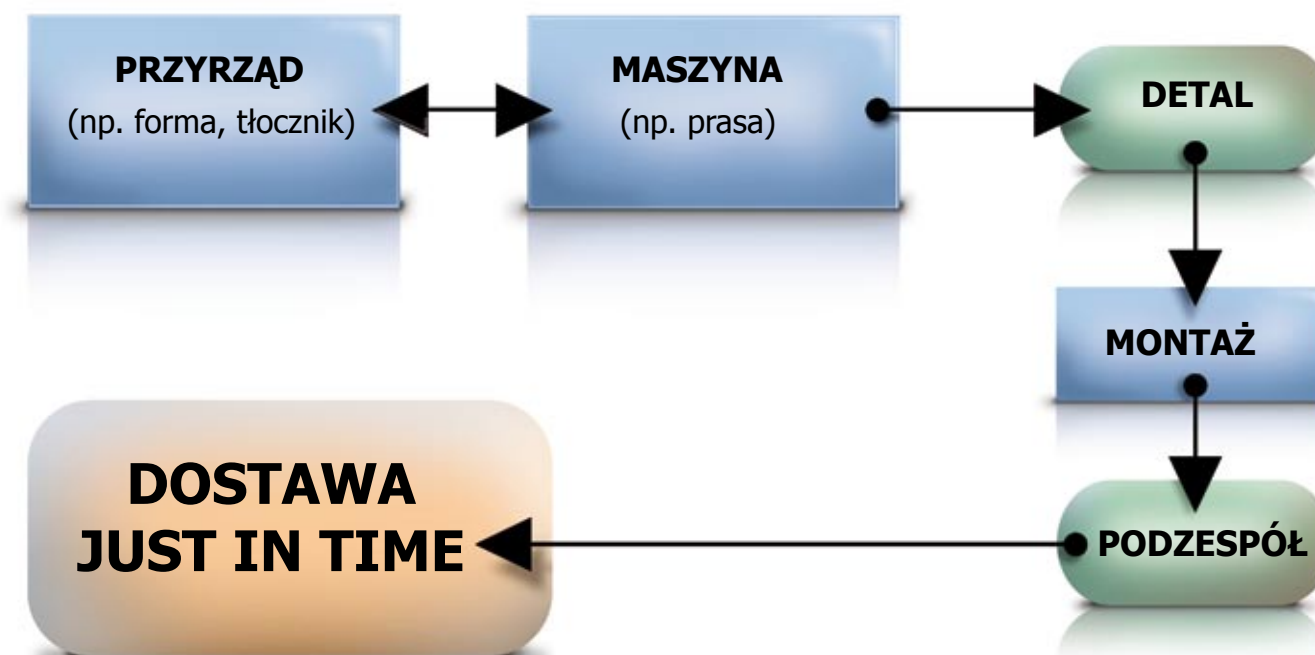 PRZYRZĄD
(np. forma, tłocznik)
MASZYNA
(np. prasa)
DETAL
MONTAŻ
PODZESPÓŁ
DOSTAWA
JUST IN TIME